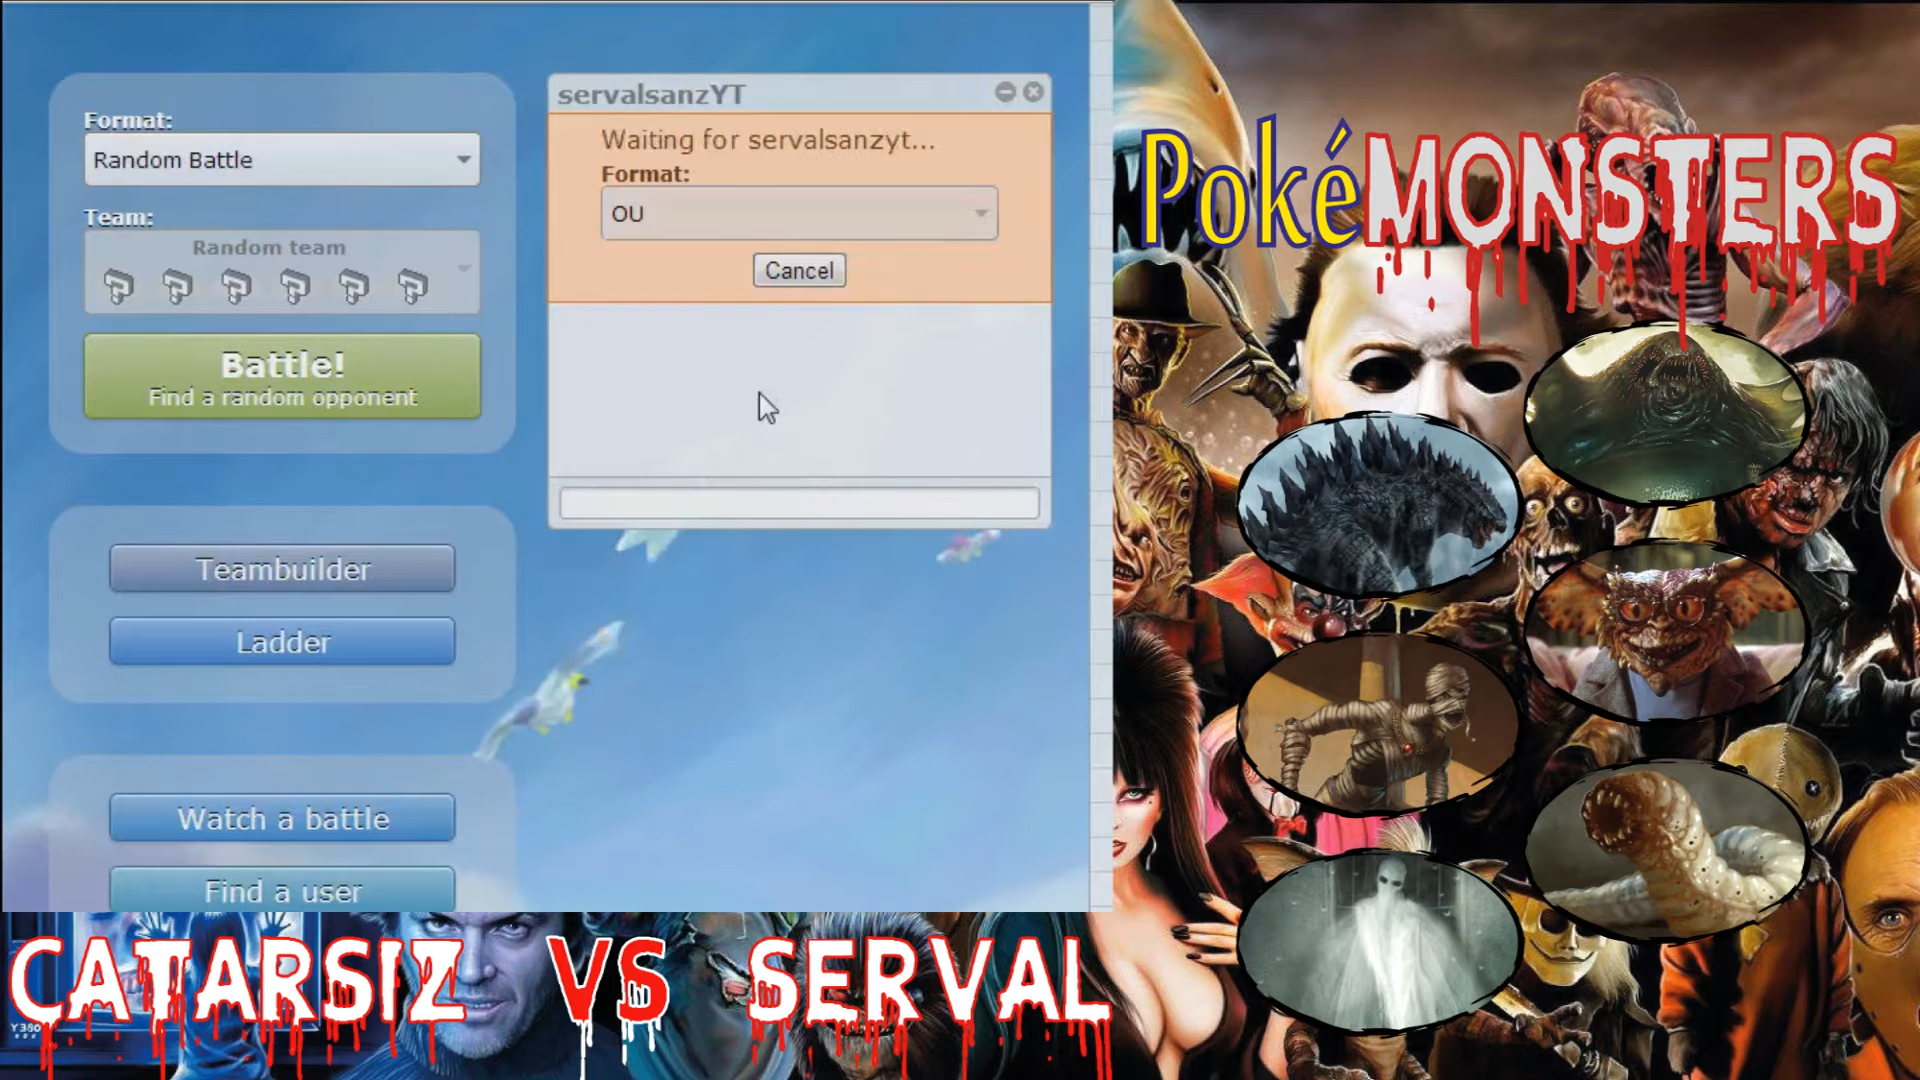 Format:
Random Battle
Team:
Random team
Battle!
Find a random opponent
Teambuilder
Ladder
Watch a battle
Find a user
servalsanzYT
Waiting for servalsanzyt...
Format:
OU
Cancel
PokéMONSTERS
CATARSIZ VS SERVAL